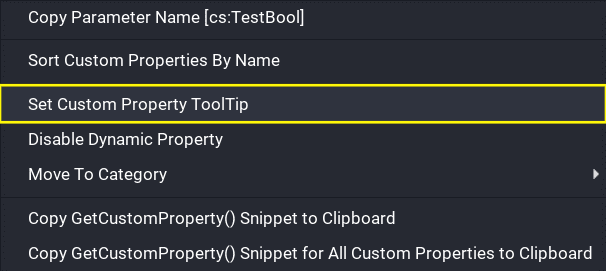 Copy Parameter Name [cs:TestBool]
Sort Custom Properties By Name
Set Custom Property ToolTip
Disable Dynamic Property
Move To Category
Copy GetCustomProperty() Snippet to Clipboard
Copy GetCustomProperty() Snippet for All Custom Properties to Clipboard